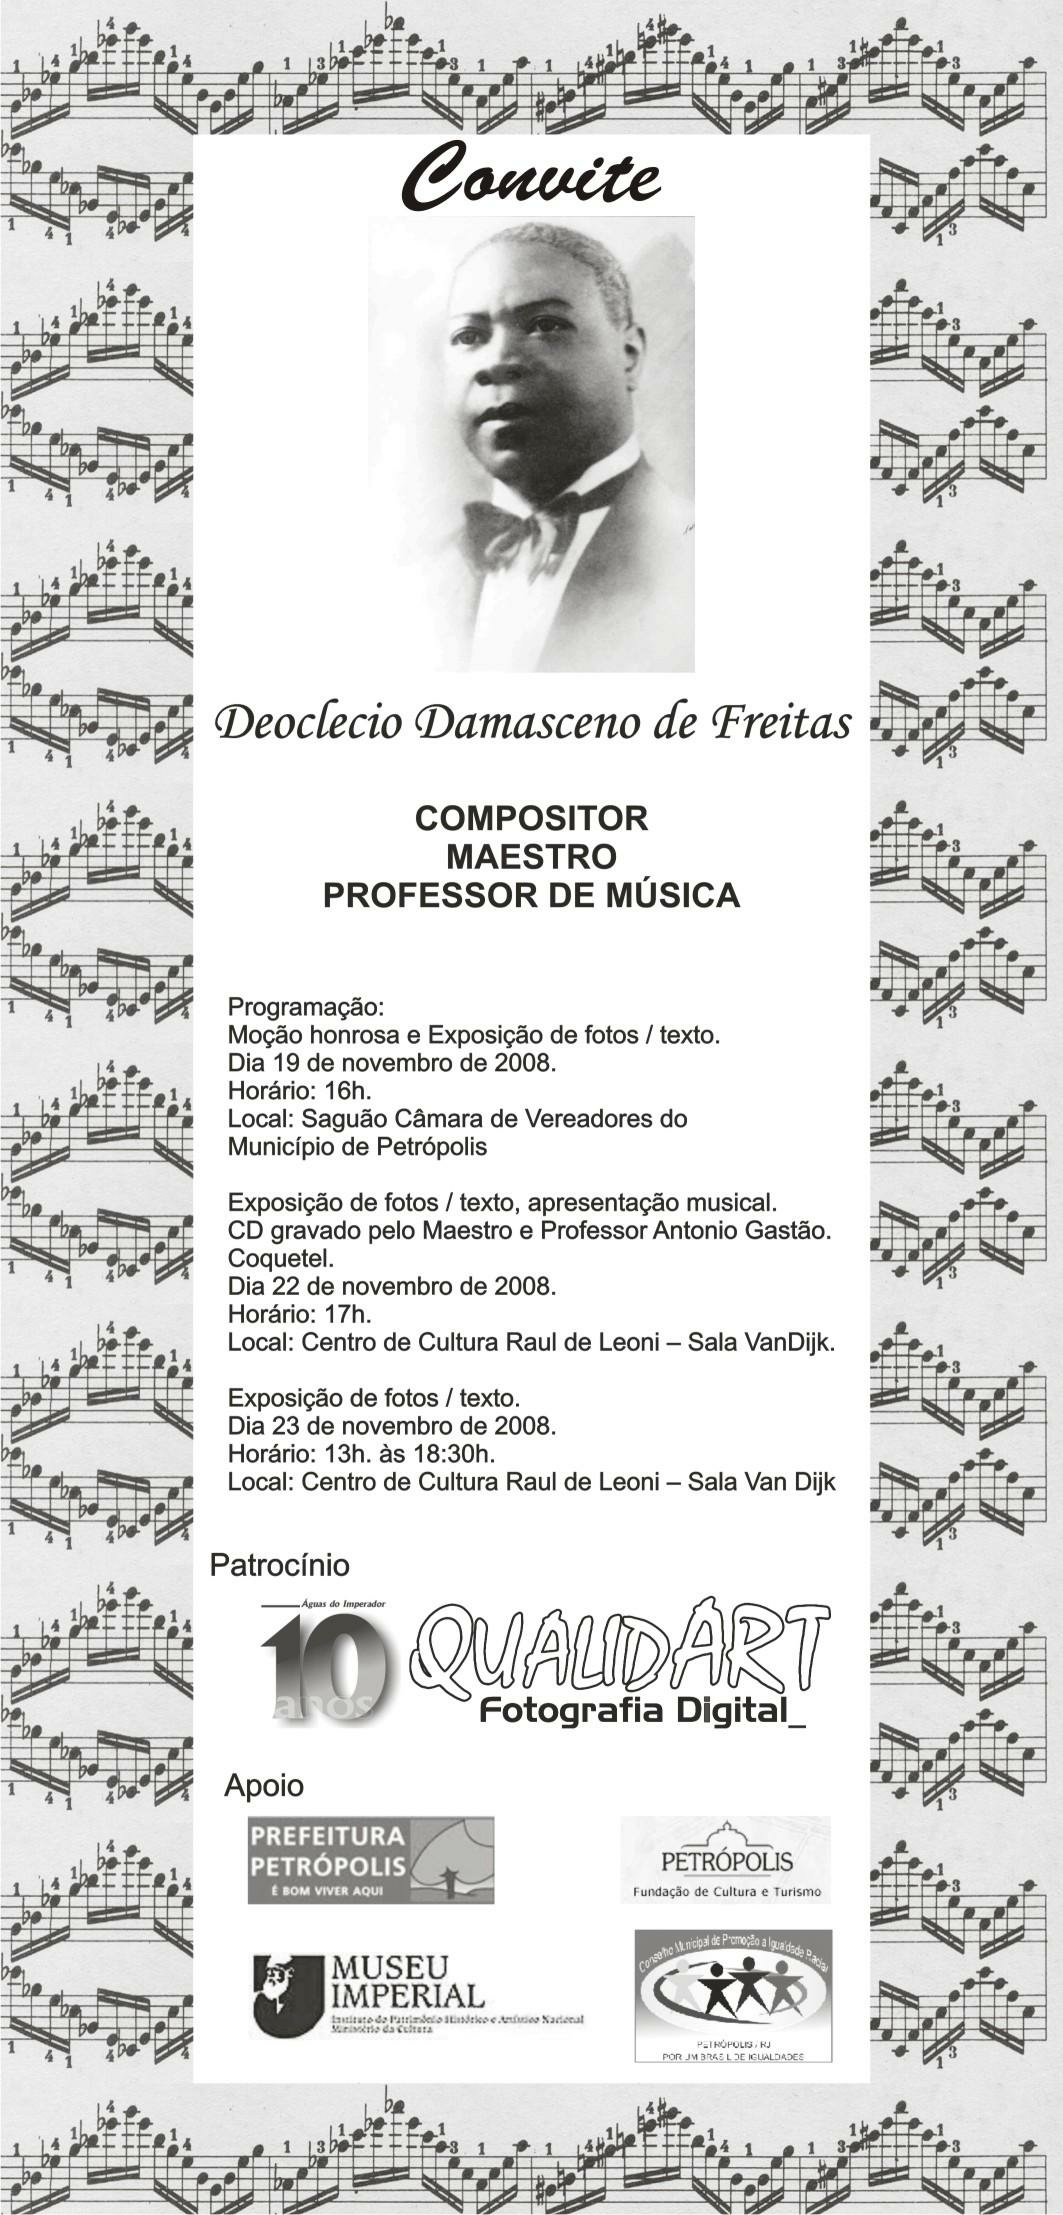 Convite
Deoclecio Damasceno de Freitas
COMPOSITOR
MAESTRO
PROFESSOR DE MÚSICA
Programação:
Moção honrosa e Exposição de fotos / texto.
Dia 19 de novembro de 2008.
Horário: 16h.
Local: Saguão Câmara de Vereadores do
Município de Petrópolis
Exposição de fotos / texto, apresentação musical.
CD gravado pelo Maestro e Professor Antonio Gastão.
Coquetel.
Dia 22 de novembro de 2008.
Horário: 17h.
Local: Centro de Cultura Raul de Leoni – Sala VanDijk.
Exposição de fotos / texto.
Dia 23 de novembro de 2008.
Horário: 13h. às 18:30h.
Local: Centro de Cultura Raul de Leoni – Sala Van Dijk
Patrocínio
Águas do Imperador
10
anos
QUALIDART
Fotografia Digital_
Apoio
PREFEITURA
PETRÓPOLIS
É BOM VIVER AQUI
PETRÓPOLIS
Fundação de Cultura e Turismo
MUSEU
IMPERIAL
Instituto do Patrimônio Histórico e Artístico Nacional
Ministério da Cultura
Conselho Municipal de Promoção a Igualdade Racial
PETRÓPOLIS / RJ
POR UM BRASIL DE IGUALDADES